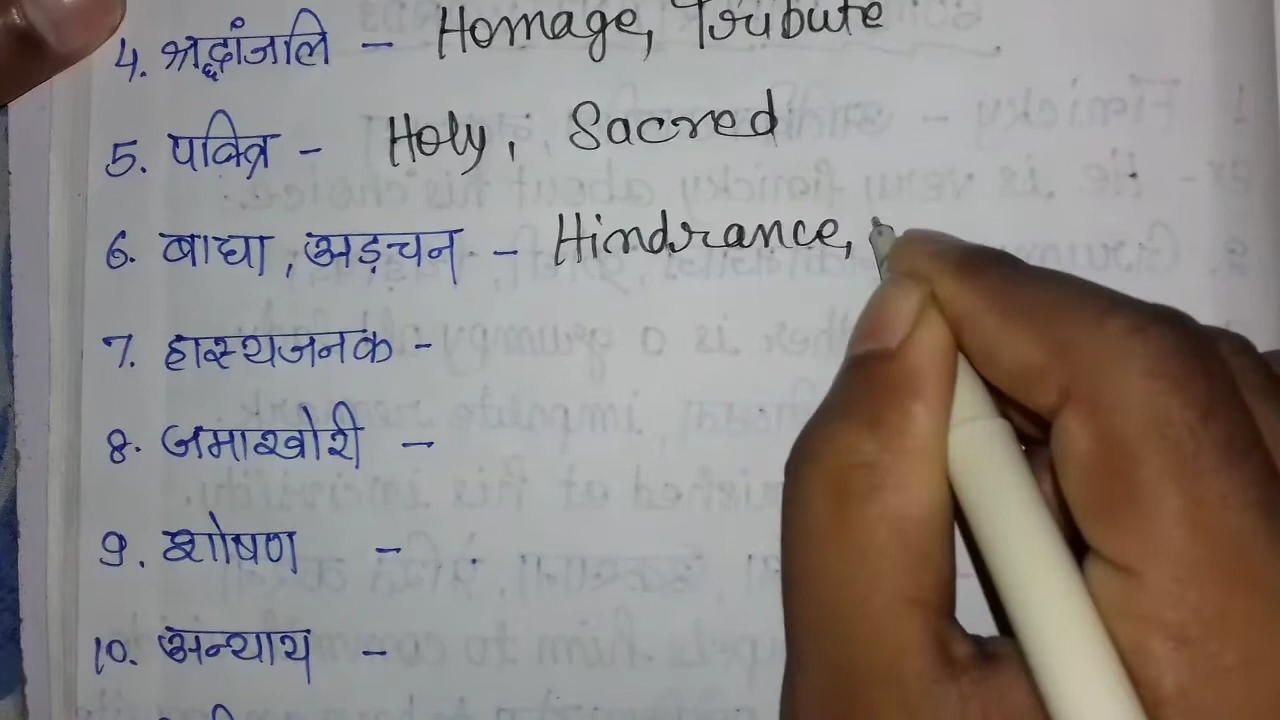 4. श्रद्धांजलि - Homage, Tribute
5. पवित्र - Holy, Sacred
6. बाधा, अड़चन - Hindrance,
7. हास्यजनक -
8. जमाखोरी -
9. शोषण -
10. अन्याय -